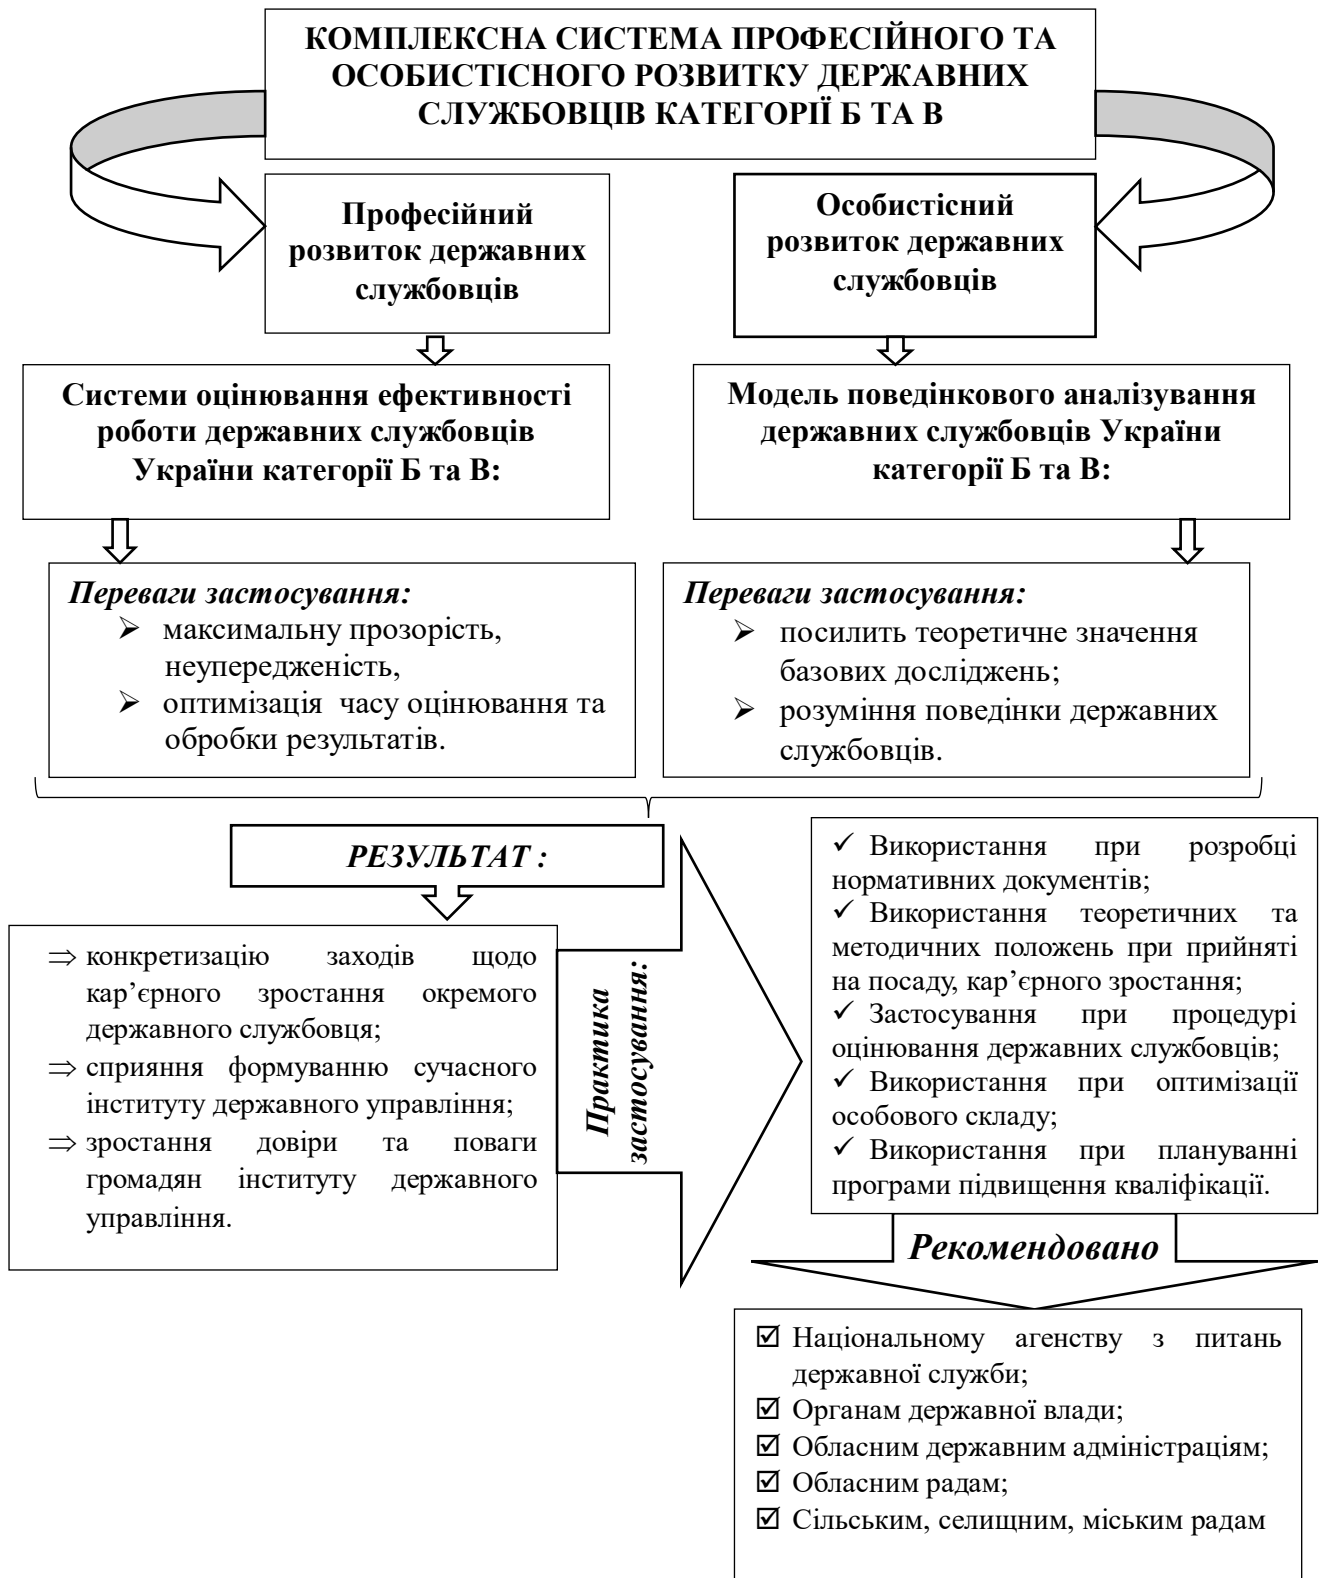 КОМПЛЕКСНА СИСТЕМА ПРОФЕСІЙНОГО ТА
ОСОБИСТІСНОГО РОЗВИТКУ ДЕРЖАВНИХ
СЛУЖБОВЦІВ КАТЕГОРІЇ Б ТА В
Професійний
розвиток державних
службовців
Особистісний
розвиток державних
службовців
Системи оцінювання ефективності
роботи державних службовців
України категорії Б та В:
Модель поведінкового аналізування
державних службовців України
категорії Б та В:
Переваги застосування:
➢ максимальну прозорість,
неупередженість,
➢ оптимізація часу оцінювання та
обробки результатів.
Переваги застосування:
➢ посилить теоретичне значення
базових досліджень;
➢ розуміння поведінки державних
службовців.
РЕЗУЛЬТАТ :
⇒ конкретизацію заходів щодо
кар’єрного зростання окремого
державного службовця;
⇒ сприяння формуванню сучасного
інституту державного управління;
⇒ зростання довіри та поваги
громадян інституту державного
управління.
Практика
застосування:
✓ Використання при розробці
нормативних документів;
✓ Використання теоретичних та
методичних положень при прийняті
на посаду, кар’єрного зростання;
✓ Застосування при процедурі
оцінювання державних службовців;
✓ Використання при оптимізації
особового складу;
✓ Використання при плануванні
програми підвищення кваліфікації.
Рекомендовано
☑ Національному агенству з питань
державної служби;
☑ Органам державної влади;
☑ Обласним державним адміністраціям;
☑ Обласним радам;
☑ Сільським, селищним, міським радам